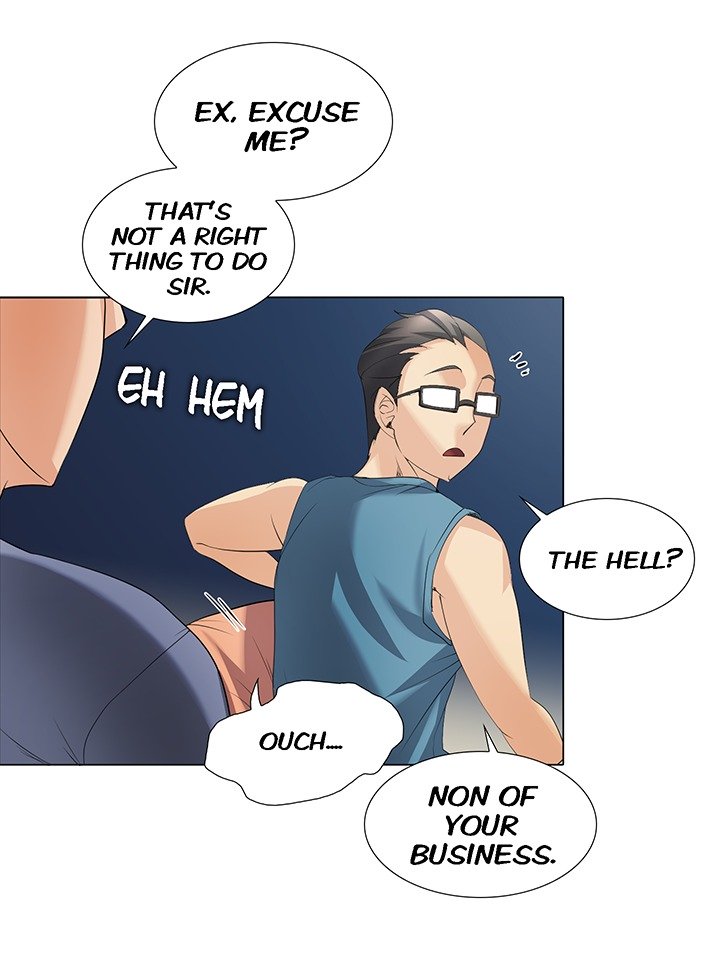 EX, EXCUSE
ME?
THAT'S
NOT A RIGHT
THING TO DO
SIR.
EH HEM
THE HELL?
OUCH....
NON OF
YOUR
BUSINESS.